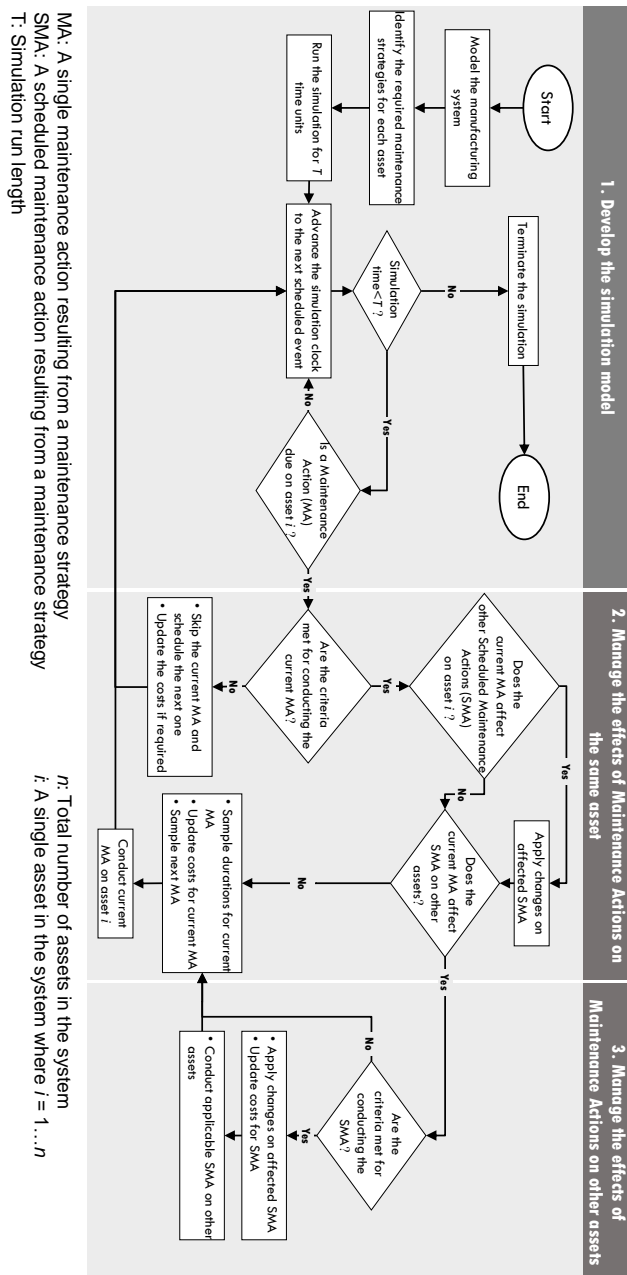 1. Develop the simulation model
Start
Model the manufacturing
system
Identify the required maintenance
strategies for each asset
Run the simulation for T
time units
Terminate the simulation
End
No
Simulation
time<T ?
Yes
Advance the simulation clock
to the next scheduled event
No
Is a Maintenance
Action (MA)
due on asset i ?
Yes
2. Manage the effects of Maintenance Actions on
the same asset
Does the
current MA affect
other Scheduled Maintenance
Actions (SMA)
on asset i ?
Yes
Apply changes on
affected SMA
Yes
No
Are the criteria
met for conducting the
current MA?
No
• Skip the current MA and
schedule the next one
• Update the costs if required
Does the
current MA affect
SMA on other
assets?
Yes
No
• Sample durations for current
MA
• Update costs for current MA
• Sample next MA
Conduct current
MA on asset i
3. Manage the effects of
Maintenance Actions on other assets
Are the
criteria met for
conducting the
SMA?
No
Yes
• Apply changes on affected SMA
• Update costs for SMA
• Conduct applicable SMA on other
assets
MA: A single maintenance action resulting from a maintenance strategy
SMA: A scheduled maintenance action resulting from a maintenance strategy
T: Simulation run length
n: Total number of assets in the system
i: A single asset in the system where i = 1…n